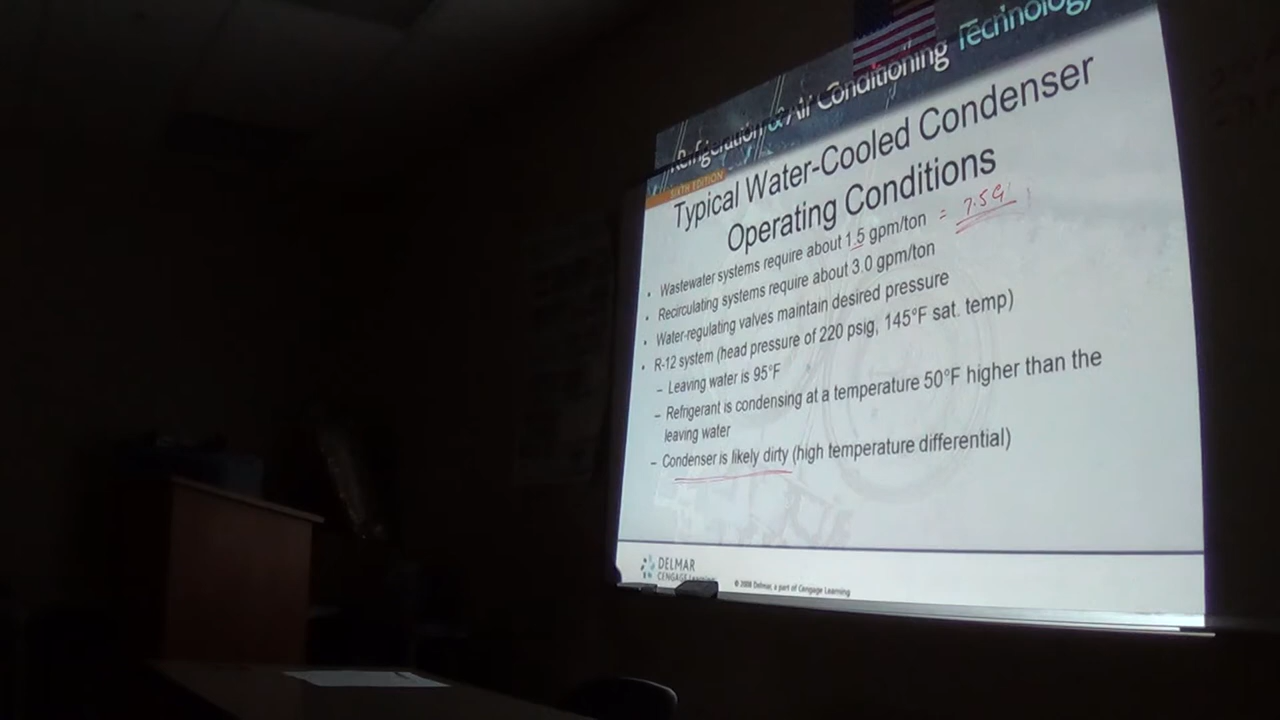 Refrigeration & Air Conditioning Technology
SIXTH EDITION
Typical Water-Cooled Condenser
Operating Conditions
• Wastewater systems require about 1.5 gpm/ton = 7.5G
• Recirculating systems require about 3.0 gpm/ton
• Water-regulating valves maintain desired pressure
• R-12 system (head pressure of 220 psig, 145°F sat. temp)
– Leaving water is 95°F
– Refrigerant is condensing at a temperature 50°F higher than the
leaving water
– Condenser is likely dirty (high temperature differential)
DELMAR
CENGAGE Learning
© 2008 Delmar, a part of Cengage Learning